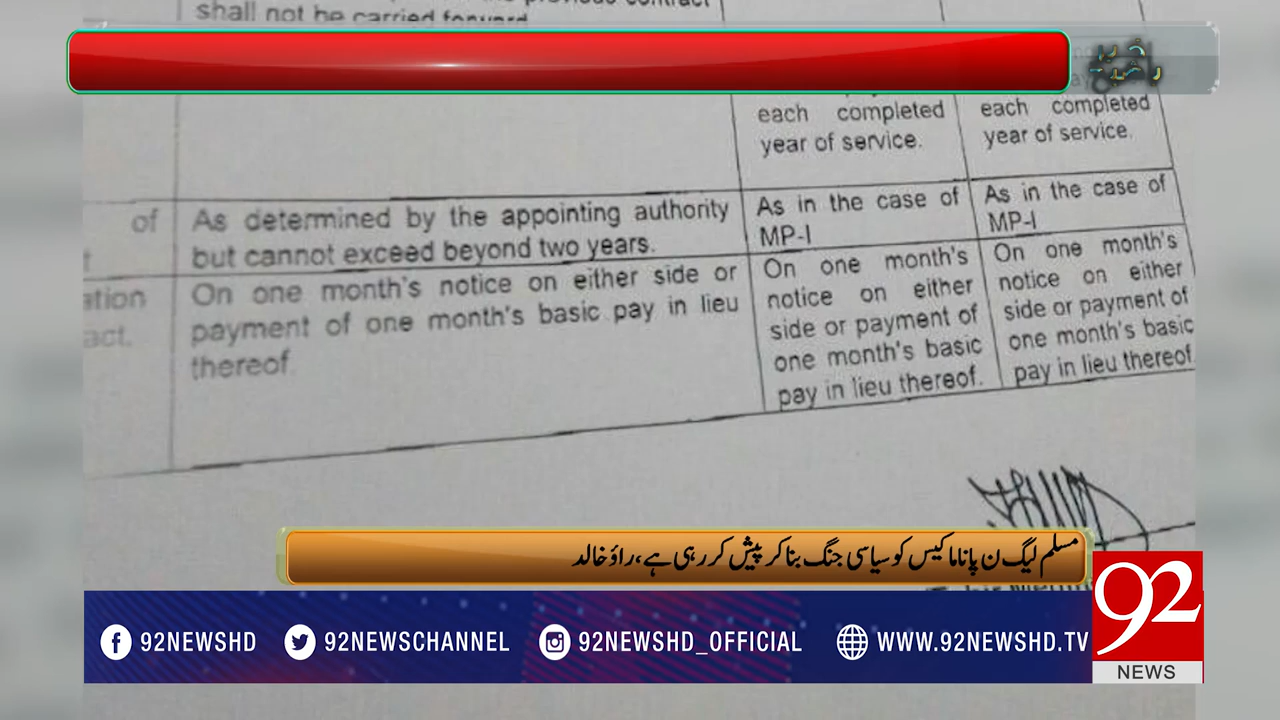 shall not be carried forward
each completed
year of service.
each completed
year of service.
of
As determined by the appointing authority
but cannot exceed beyond two years.
As in the case of
MP-I
As in the case of
MP-I
ation
act.
On one month's notice on either side or
payment of one month's basic pay in lieu
thereof.
On one month's
notice on either
side or payment of
one month's basic
pay in lieu thereof.
On one month's
notice on either
side or payment of
one month's basic
pay in lieu thereof
مسلم لیگ ن پاناما کیس کو سیاسی جنگ بنا کر پیش کر رہی ہے، راؤ خالد
92NEWSHD
92NEWSCHANNEL
92NEWSHD_OFFICIAL
WWW.92NEWSHD.TV
92
NEWS